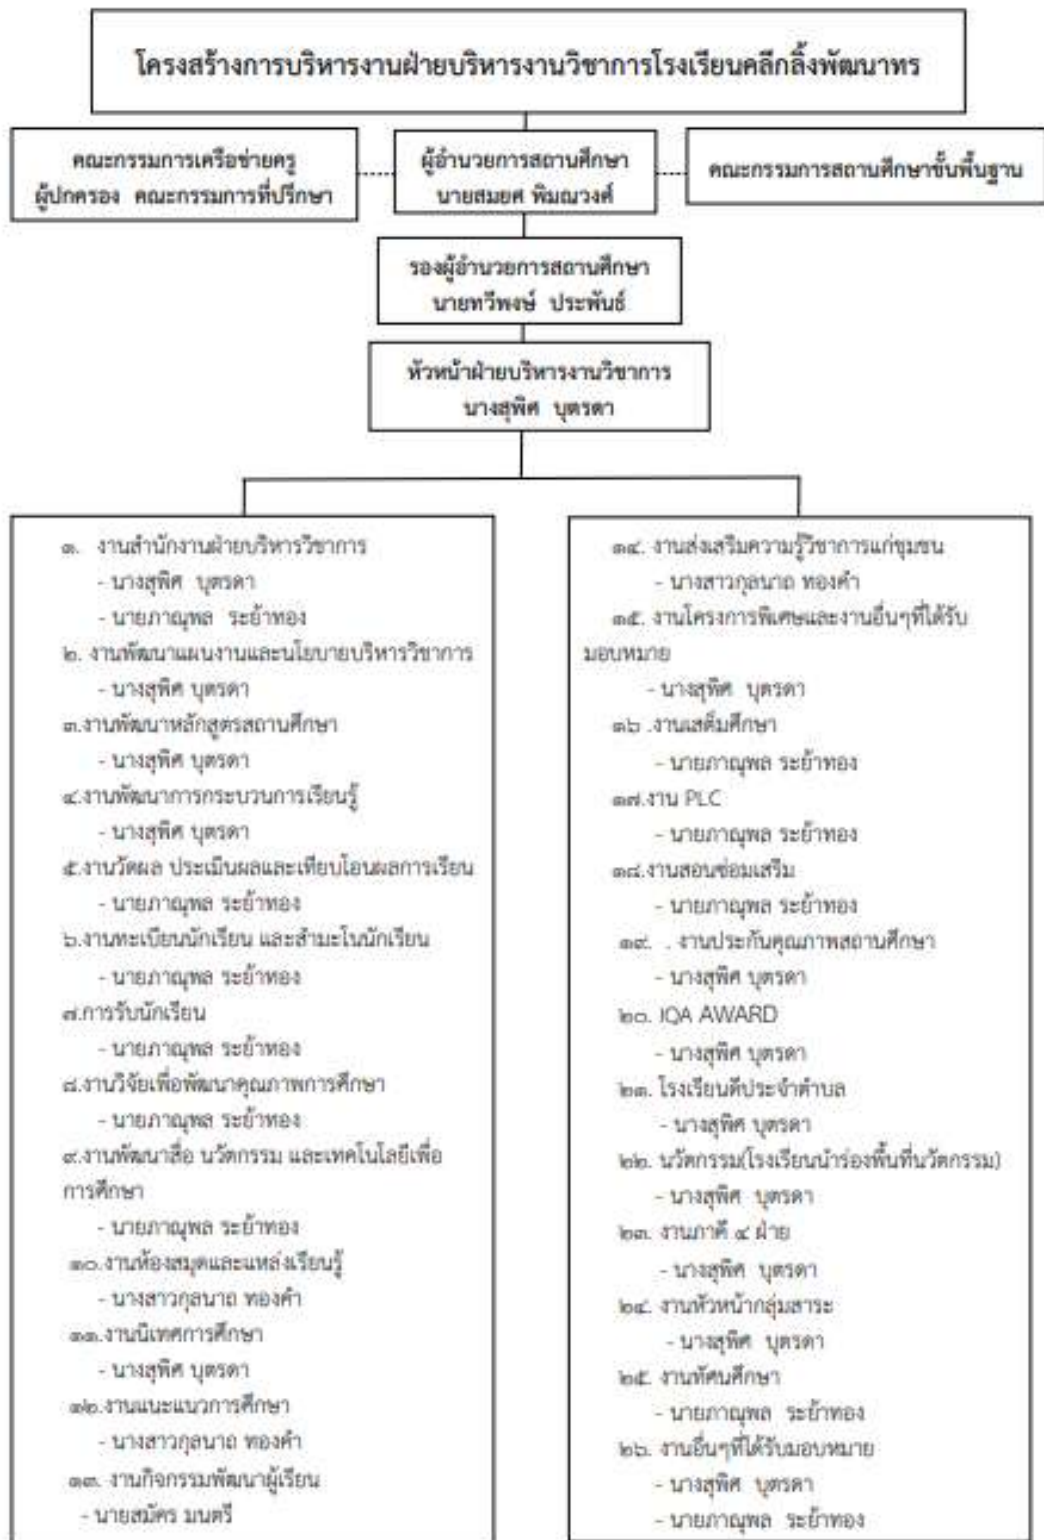 โครงสร้างการบริหารงานฝ่ายบริหารงานวิชาการโรงเรียนคลีกลิ้งพัฒนาทร
คณะกรรมการเครือข่ายครู
ผู้ปกครอง คณะกรรมการที่ปรึกษา
ผู้อำนวยการสถานศึกษา
นายสมยศ พิมณวงศ์
คณะกรรมการสถานศึกษาขั้นพื้นฐาน
รองผู้อำนวยการสถานศึกษา
นายทวีพงษ์ ประพันธ์
หัวหน้าฝ่ายบริหารงานวิชาการ
นางสุพิศ บุตรดา
๑. งานสำนักงานฝ่ายบริหารวิชาการ
- นางสุพิศ บุตรดา
- นายภาณุพล ระย้าทอง
๒. งานพัฒนาแผนงานและนโยบายบริหารวิชาการ
- นางสุพิศ บุตรดา
๓.งานพัฒนาหลักสูตรสถานศึกษา
- นางสุพิศ บุตรดา
๔.งานพัฒนาการกระบวนการเรียนรู้
- นางสุพิศ บุตรดา
๕.งานวัดผล ประเมินผลและเทียบโอนผลการเรียน
- นายภาณุพล ระย้าทอง
๖.งานทะเบียนนักเรียน และสำมะโนนักเรียน
- นายภาณุพล ระย้าทอง
๗.การรับนักเรียน
- นายภาณุพล ระย้าทอง
๘.งานวิจัยเพื่อพัฒนาคุณภาพการศึกษา
- นายภาณุพล ระย้าทอง
๙.งานพัฒนาสื่อ นวัตกรรม และเทคโนโลยีเพื่อ
การศึกษา
- นายภาณุพล ระย้าทอง
๑๐.งานห้องสมุดและแหล่งเรียนรู้
- นางสาวกุลนาถ ทองคำ
๑๑.งานนิเทศการศึกษา
- นางสุพิศ บุตรดา
๑๒.งานแนะแนวการศึกษา
- นางสาวกุลนาถ ทองคำ
๑๓. งานกิจกรรมพัฒนาผู้เรียน
- นายสมัคร มนตรี
๑๔. งานส่งเสริมความรู้วิชาการแก่ชุมชน
- นางสาวกุลนาถ ทองคำ
๑๕. งานโครงการพิเศษและงานอื่นๆที่ได้รับ
มอบหมาย
- นางสุพิศ บุตรดา
๑๖ .งานเสต็มศึกษา
- นายภาณุพล ระย้าทอง
๑๗.งาน PLC
- นายภาณุพล ระย้าทอง
๑๘.งานสอนซ่อมเสริม
- นายภาณุพล ระย้าทอง
๑๙. . งานประกันคุณภาพสถานศึกษา
- นางสุพิศ บุตรดา
๒๐. IQA AWARD
- นางสุพิศ บุตรดา
๒๑. โรงเรียนดีประจำตำบล
- นางสุพิศ บุตรดา
๒๒. นวัตกรรม(โรงเรียนนำร่องพื้นที่นวัตกรรม)
- นางสุพิศ บุตรดา
๒๓. งานภาคี ๔ ฝ่าย
- นางสุพิศ บุตรดา
๒๔. งานหัวหน้ากลุ่มสาระ
- นางสุพิศ บุตรดา
๒๕. งานทัศนศึกษา
- นายภาณุพล ระย้าทอง
๒๖. งานอื่นๆที่ได้รับมอบหมาย
- นางสุพิศ บุตรดา
- นายภาณุพล ระย้าทอง